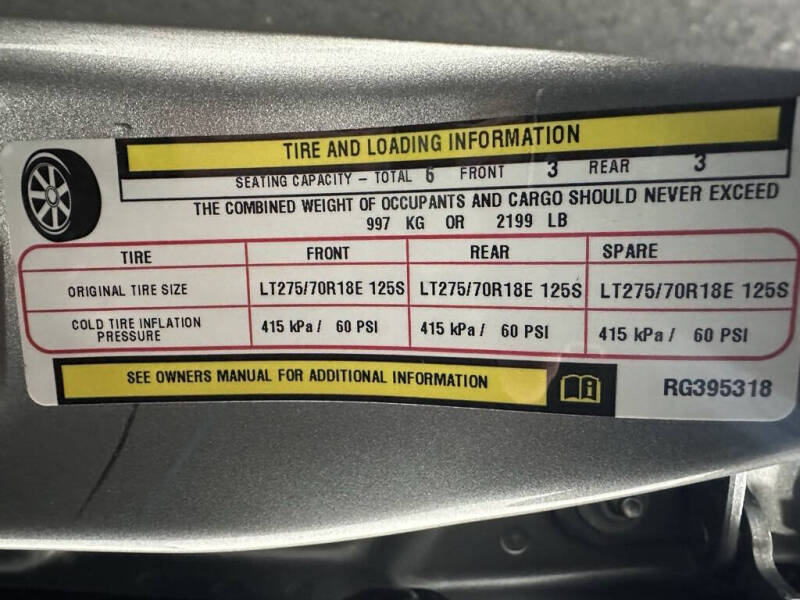 TIRE AND LOADING INFORMATION
SEATING CAPACITY – TOTAL 6 FRONT 3 REAR 3
THE COMBINED WEIGHT OF OCCUPANTS AND CARGO SHOULD NEVER EXCEED
997 KG OR 2199 LB
TIRE FRONT REAR SPARE
ORIGINAL TIRE SIZE LT275/70R18E 125S LT275/70R18E 125S LT275/70R18E 125S
COLD TIRE INFLATION
PRESSURE 415 kPa / 60 PSI 415 kPa / 60 PSI 415 kPa / 60 PSI
SEE OWNERS MANUAL FOR ADDITIONAL INFORMATION
RG395318